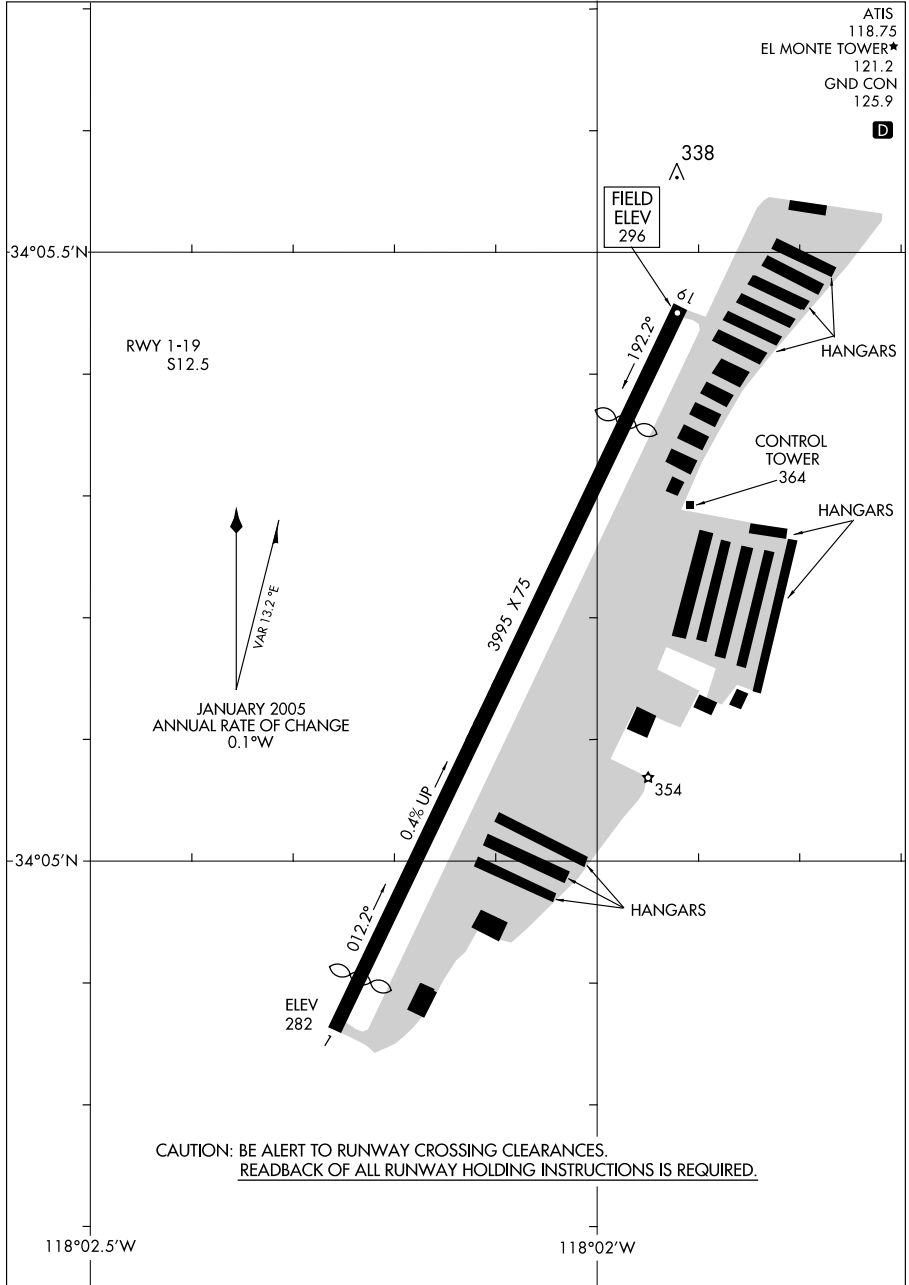 ATIS
118.75
EL MONTE TOWER★
121.2
GND CON
125.9
D
338
FIELD
ELEV
296
34°05.5'N
19
192.2°
RWY 1-19
S12.5
HANGARS
CONTROL
TOWER
364
HANGARS
VAR 13.2 °E
3995 X 75
JANUARY 2005
ANNUAL RATE OF CHANGE
0.1°W
354
0.4% UP
34°05'N
HANGARS
012.2°
ELEV
282
1
CAUTION: BE ALERT TO RUNWAY CROSSING CLEARANCES.
READBACK OF ALL RUNWAY HOLDING INSTRUCTIONS IS REQUIRED.
118°02.5'W
118°02'W